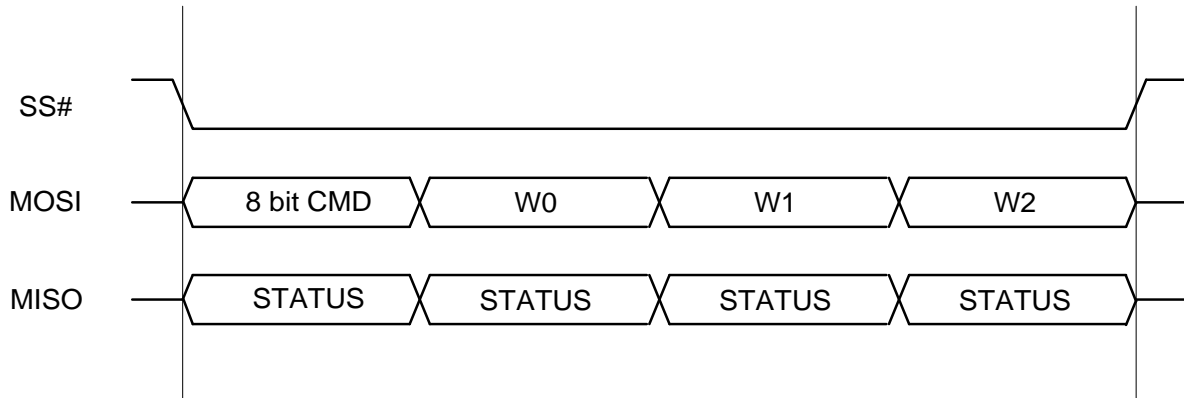 SS#
MOSI 8 bit CMD W0 W1 W2
MISO STATUS STATUS STATUS STATUS